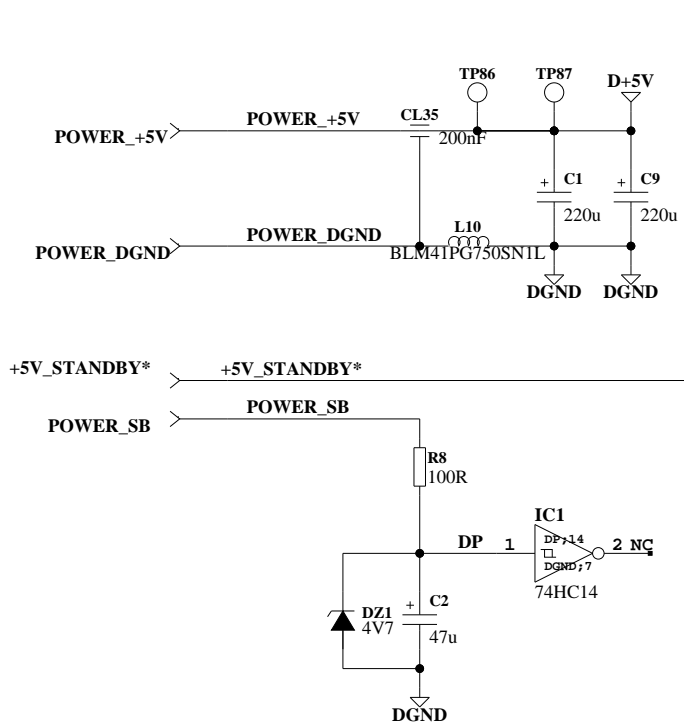 TP86 TP87 D+5V
POWER_+5V CL35
POWER_+5V 200nF
+ C1 + C9
220u 220u
POWER_DGND L10
POWER_DGND BLM41PG750SN1L
DGND DGND
+5V_STANDBY* +5V_STANDBY*
POWER_SB
POWER_SB
R8
100R
IC1
DP 1 DP;14 2 NC
DGND;7
74HC14
+ C2
DZ1
4V7 47u
DGND